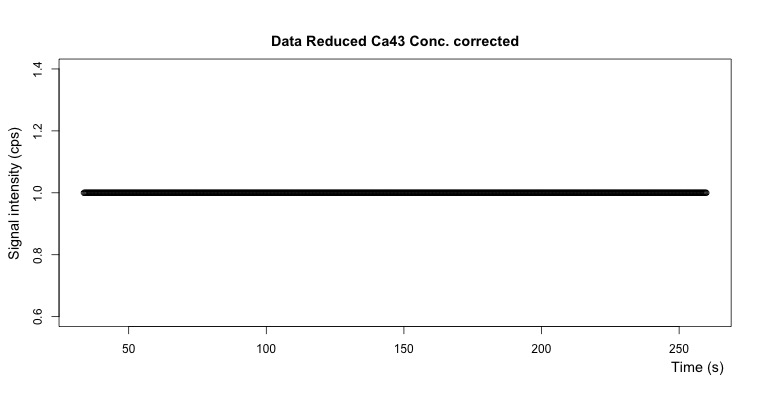 Data Reduced Ca43 Conc. corrected
Signal intensity (cps)
1.4
1.2
1.0
0.8
0.6
50 100 150 200 250
Time (s)